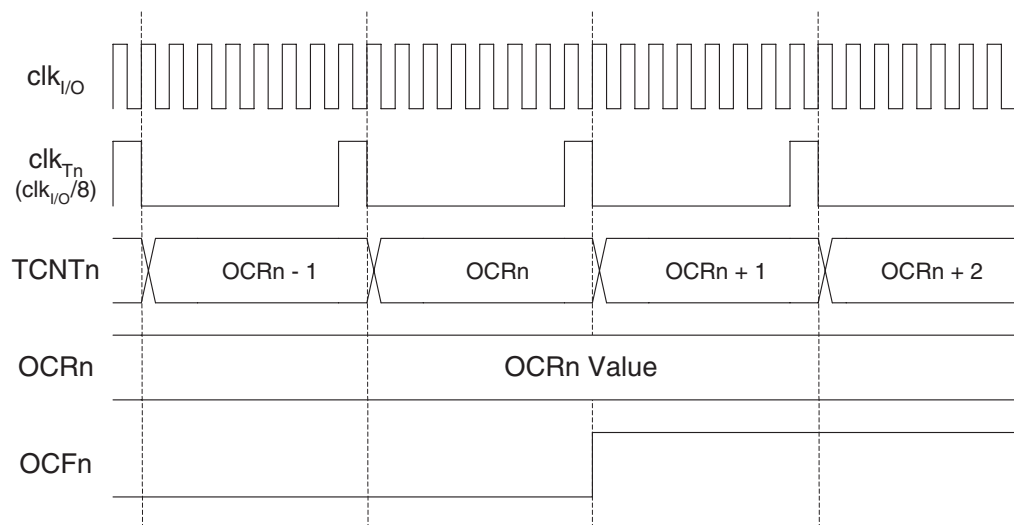 clkI/O
clkTn
(clkI/O/8)
TCNTn
OCRn - 1
OCRn
OCRn + 1
OCRn + 2
OCRn
OCRn Value
OCFn